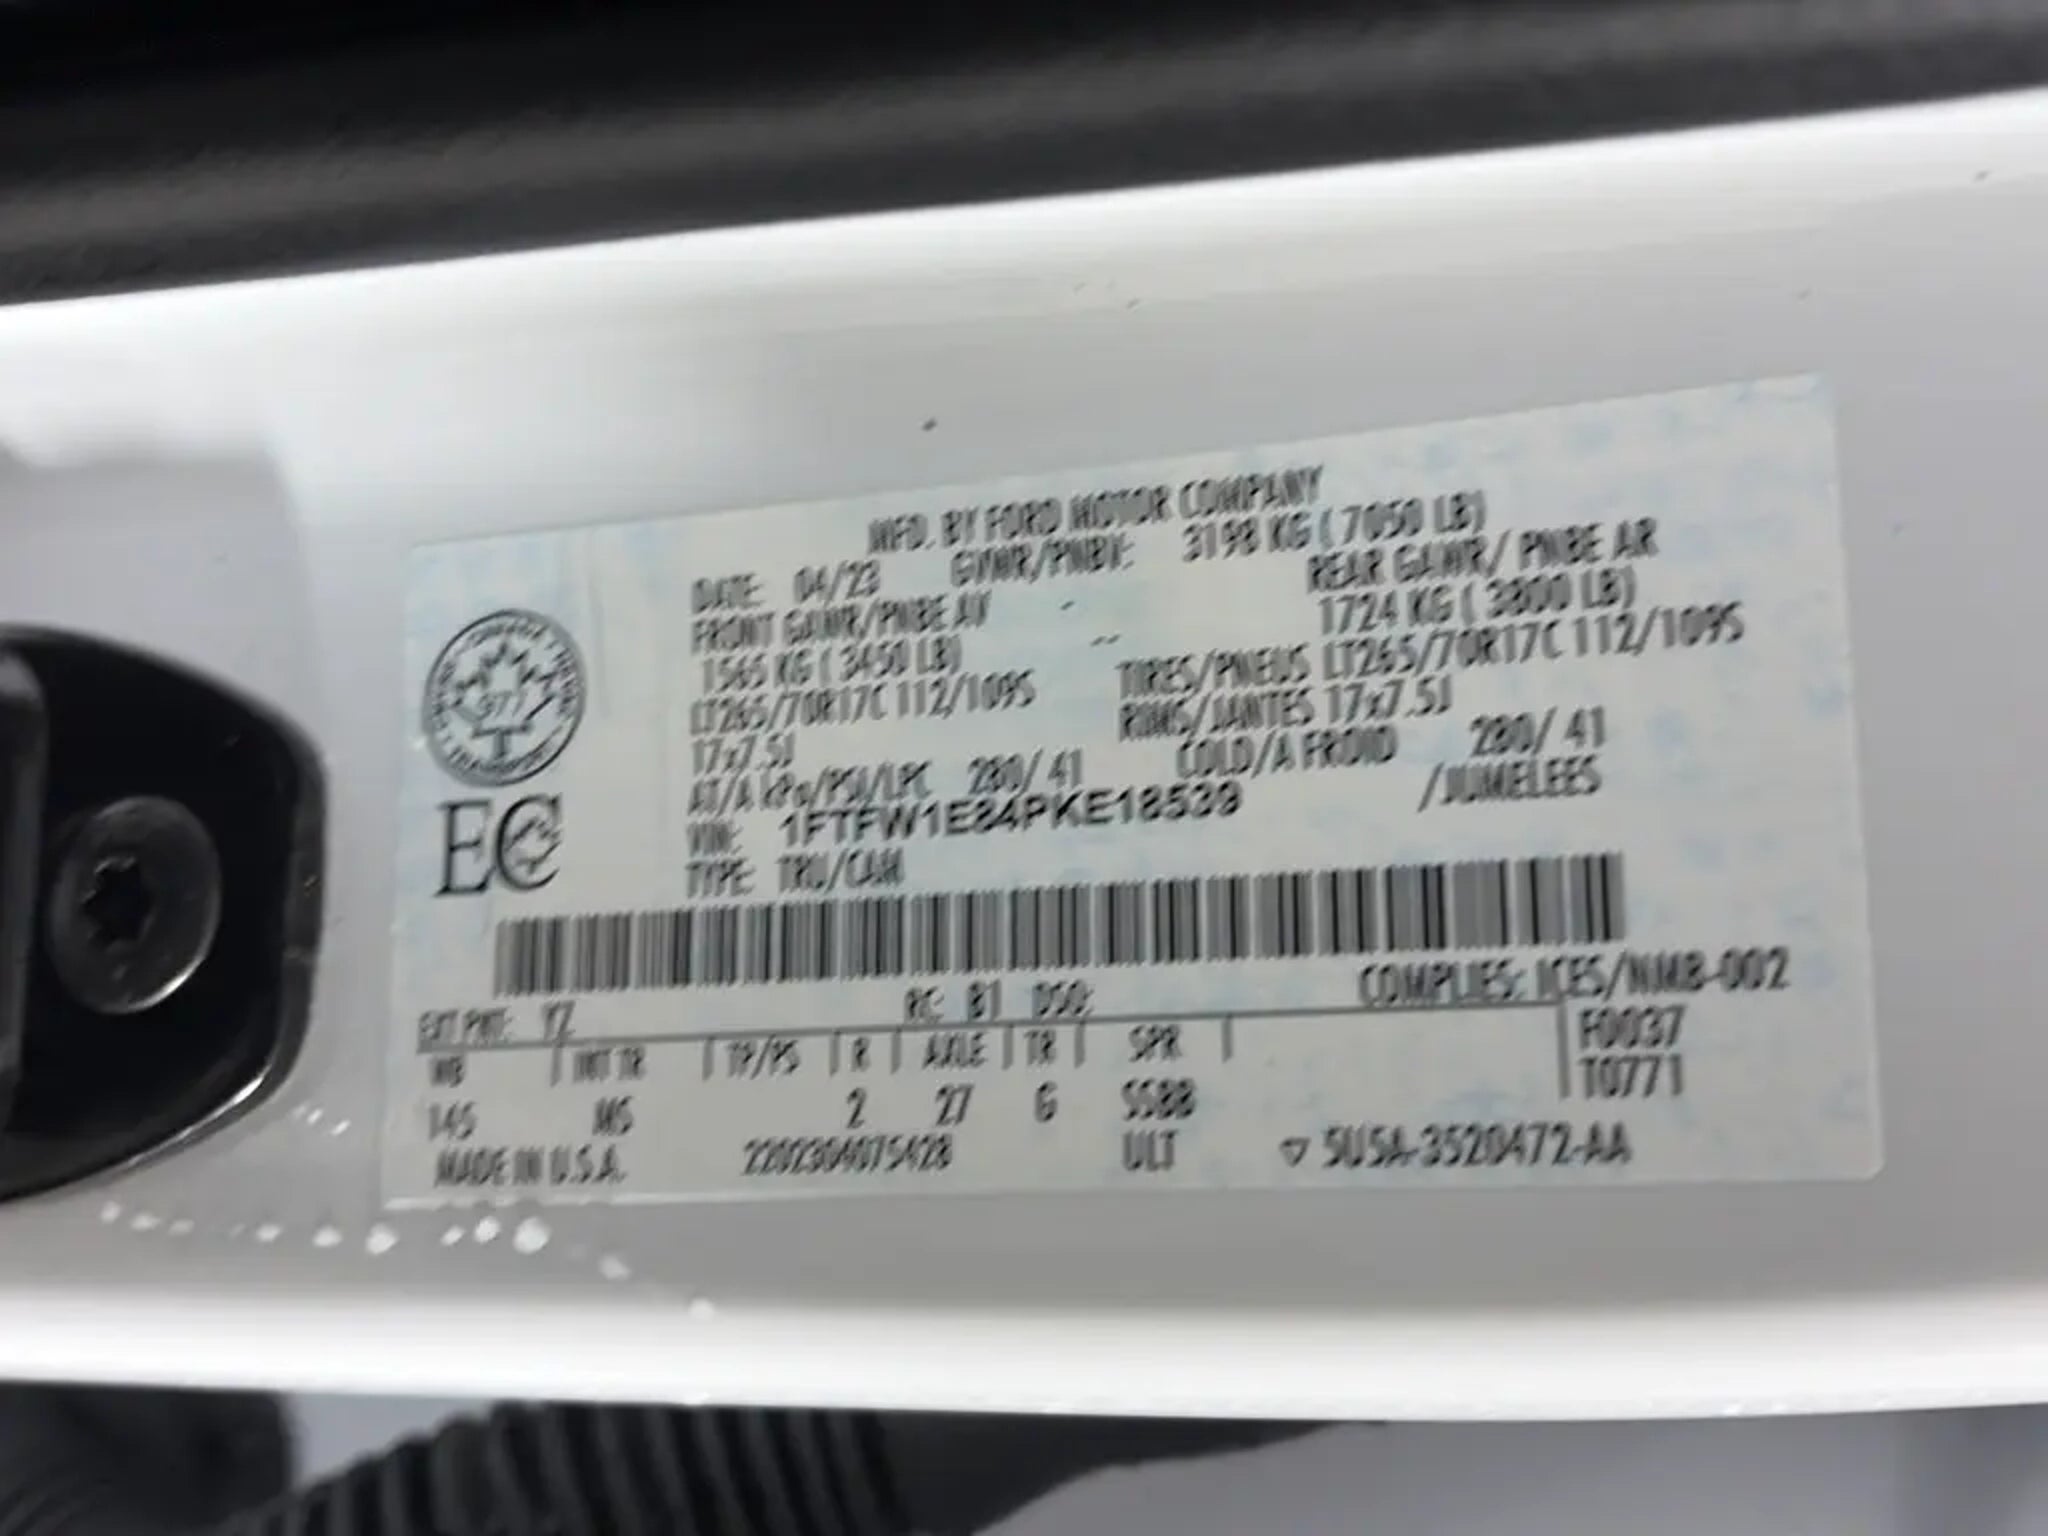 MFD. BY FORD MOTOR COMPANY
DATE: 04/23 GVWR/PNBV: 3198 KG ( 7050 LB)
FRONT GAWR/PNBE AV REAR GAWR/ PNBE AR
1565 KG ( 3450 LB) 1724 KG ( 3800 LB)
LT265/70R17C 112/109S TIRES/PNEUS LT265/70R17C 112/109S
17x7.5J RIMS/JANTES 17x7.5J
AT/A kPa/PSI/LPC 280/ 41 COLD/A FROID 280/ 41
VIN: 1FTFW1E84PKE18539 /JUMELEES
TYPE: TRU/CAM
977
EC
COMPLIES: ICES/NMB-002
EXT PNT: YZ RC: B1 DSO: F0037
WB INT TR TP/PS R AXLE TR SPR T0771
145 MS 2 27 6 SSBB
MADE IN U.S.A. 2202304075428 ULT ▽ 5U5A-3520472-AA